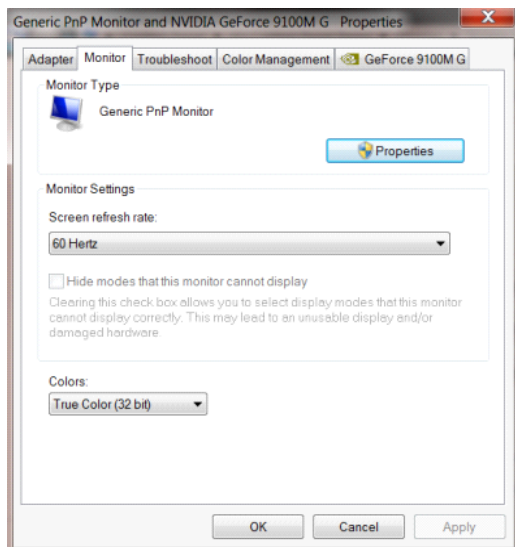 Generic PnP Monitor and NVIDIA GeForce 9100M G Properties
Adapter Monitor Troubleshoot Color Management GeForce 9100M G
Monitor Type
Generic PnP Monitor
Properties
Monitor Settings
Screen refresh rate:
60 Hertz
Hide modes that this monitor cannot display
Clearing this check box allows you to select display modes that this monitor
cannot display correctly. This may lead to an unusable display and/or
damaged hardware
Colors:
True Color (32 bit)
OK Cancel Apply